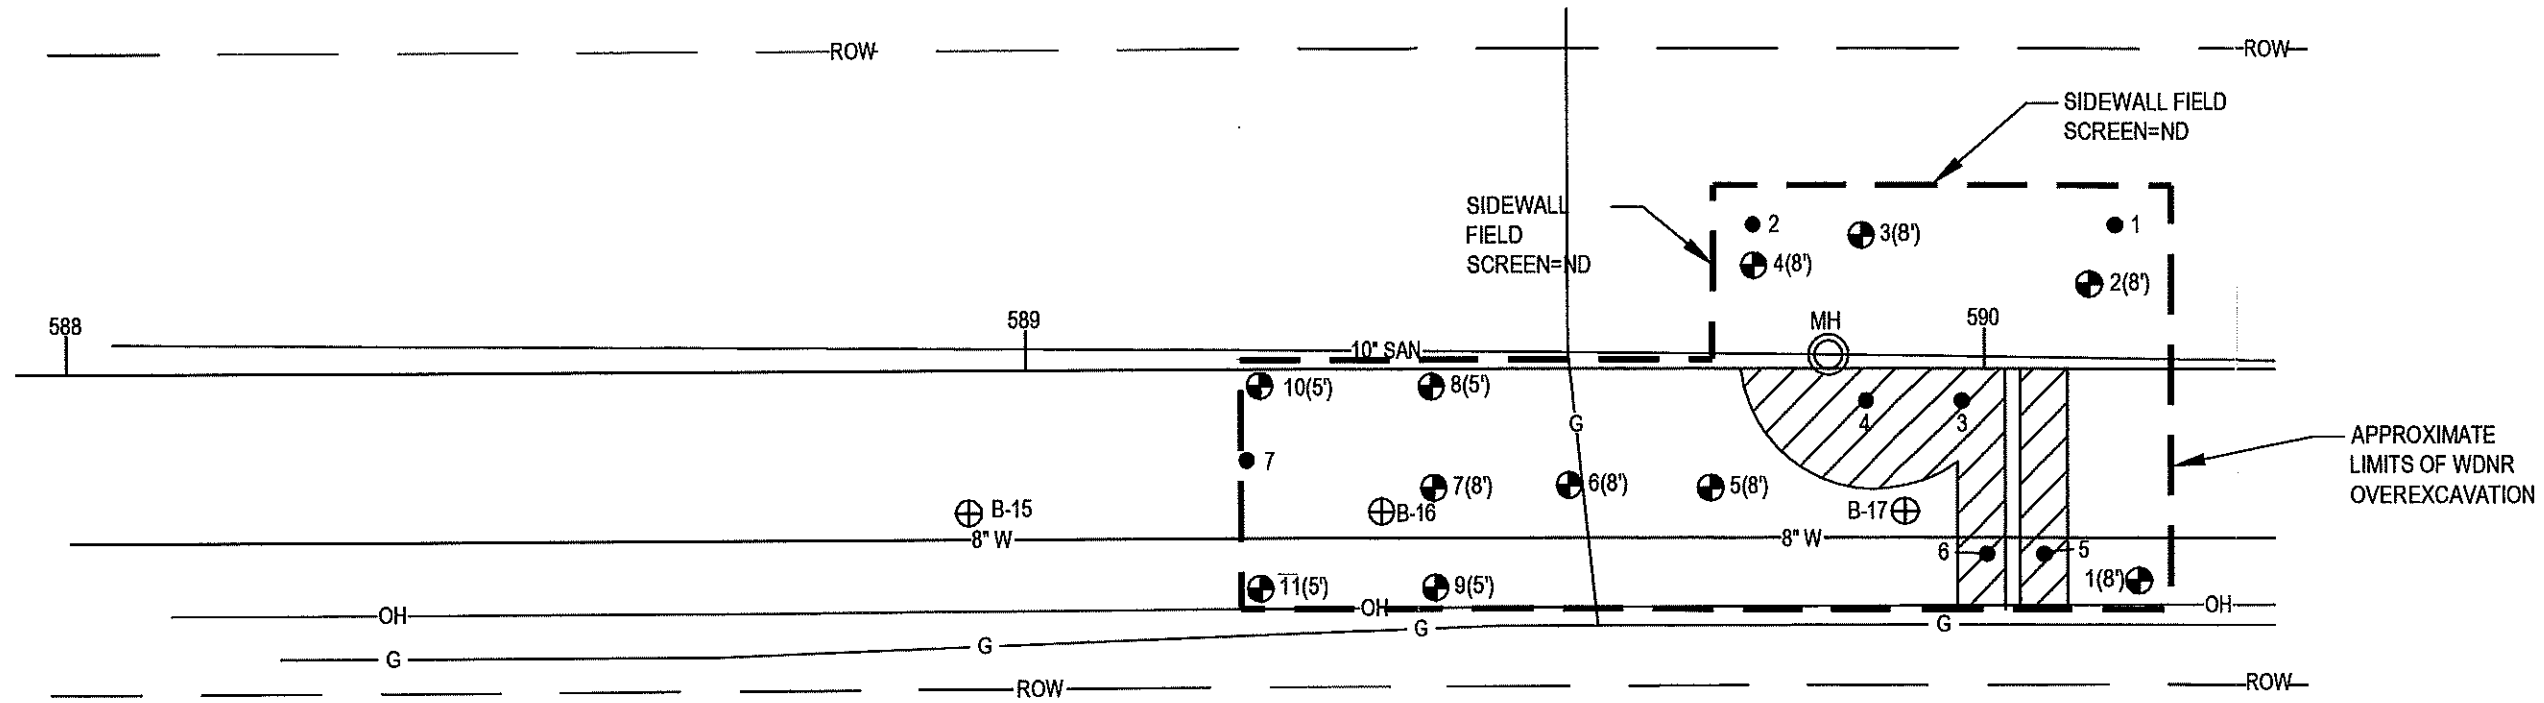 ROW
ROW
SIDEWALL FIELD
SCREEN=ND
SIDEWALL
FIELD
SCREEN=ND
2
3(8')
1
4(8')
2(8')
588
589
MH
590
10" SAN
10(5')
8(5')
G
4
3
7
APPROXIMATE
LIMITS OF WDNR
OVEREXCAVATION
7(8')
6(8')
5(8')
B-15
B-16
B-17
8" W
8" W
6
5
11(5')
9(5')
1(8')
OH
OH
OH
G
G
G
ROW
ROW